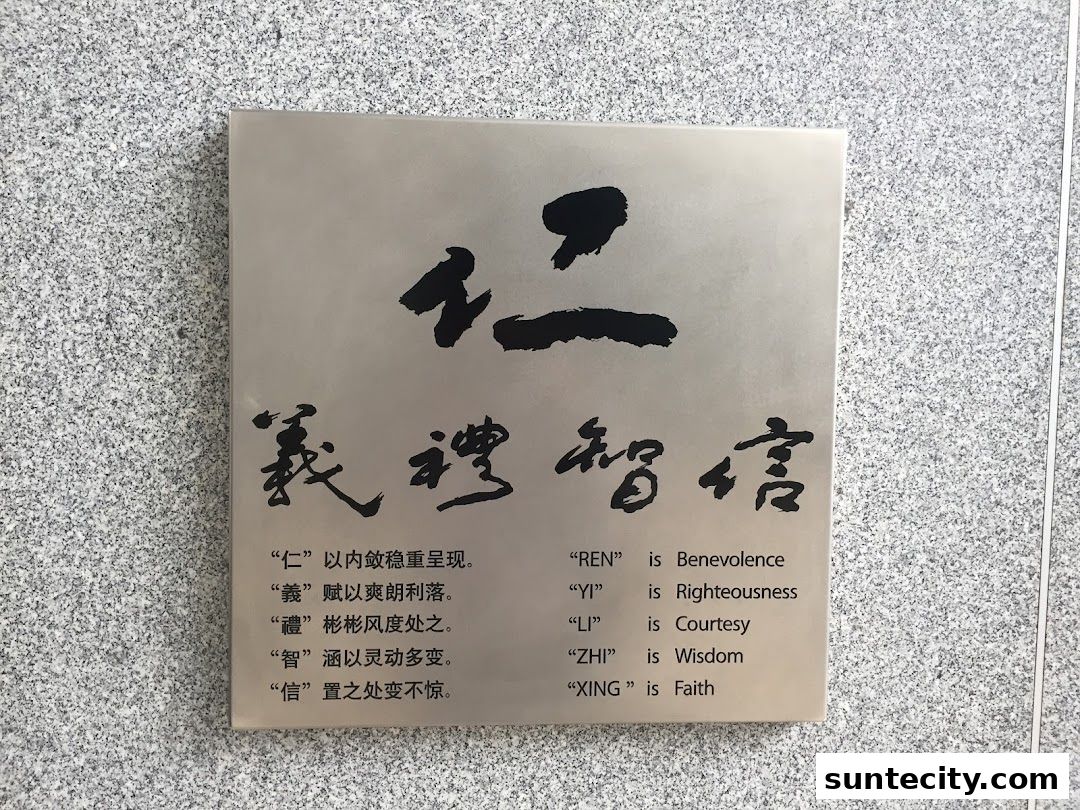 仁
義禮智信
“仁”以内敛稳重呈现。 “REN” is Benevolence
“義”赋以爽朗利落。 “YI” is Righteousness
“禮”彬彬风度处之。 “LI” is Courtesy
“智”涵以灵动多变。 “ZHI” is Wisdom
“信”置之处变不惊。 “XING ” is Faith
suntecity.com